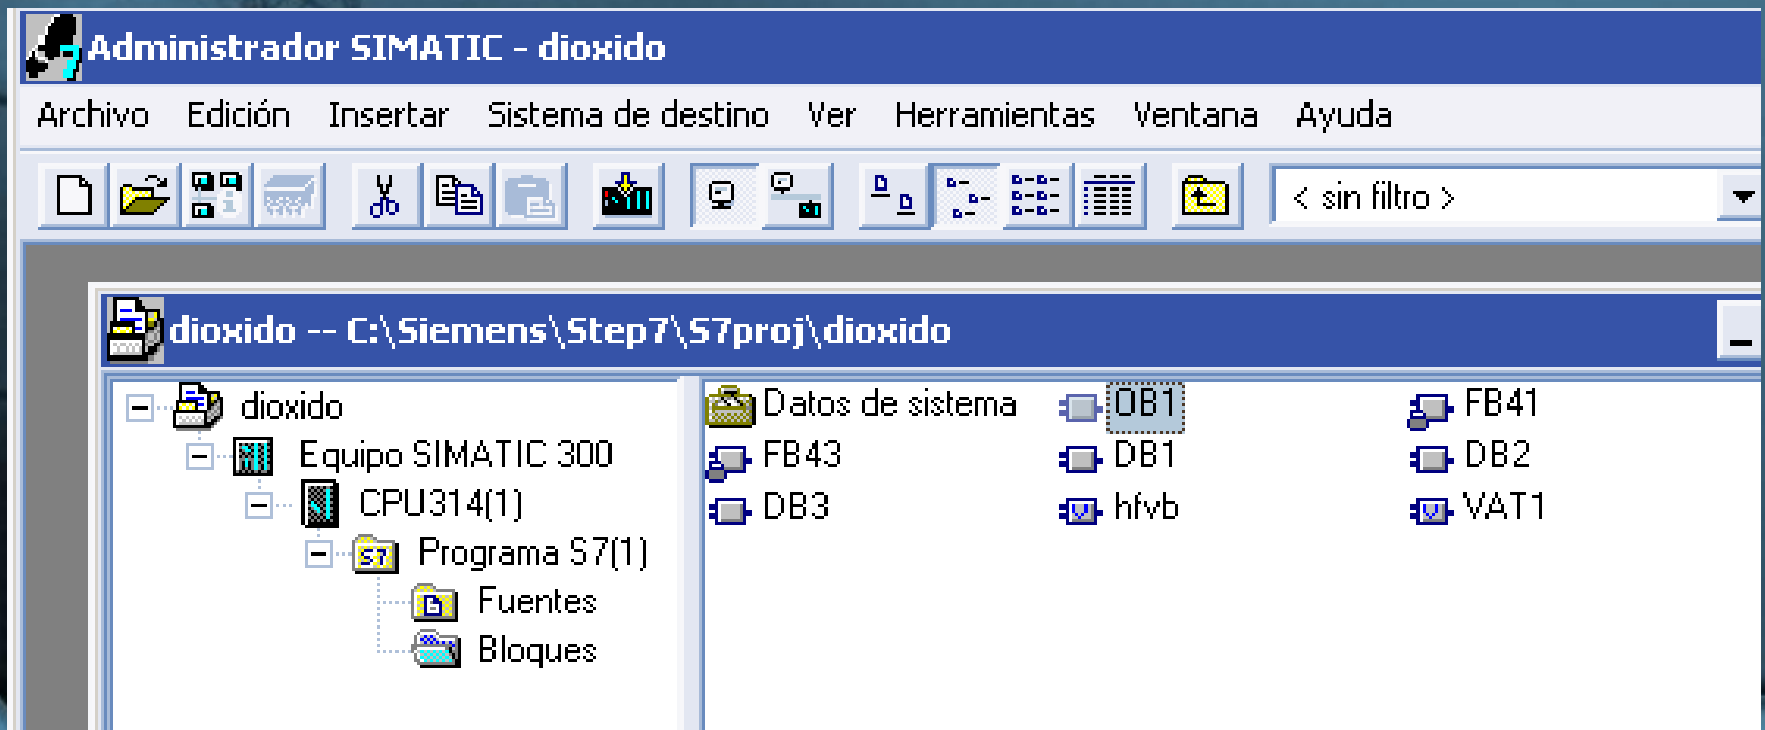 Administrador SIMATIC - dioxido
Archivo Edición Insertar Sistema de destino Ver Herramientas Ventana Ayuda
< sin filtro >
dioxido -- C:\Siemens\Step7\S7proj\dioxido
dioxido
Equipo SIMATIC 300
CPU314(1)
Programa S7(1)
Fuentes
Bloques
Datos de sistema OB1 FB41
FB43 DB1 DB2
DB3 hfvb VAT1